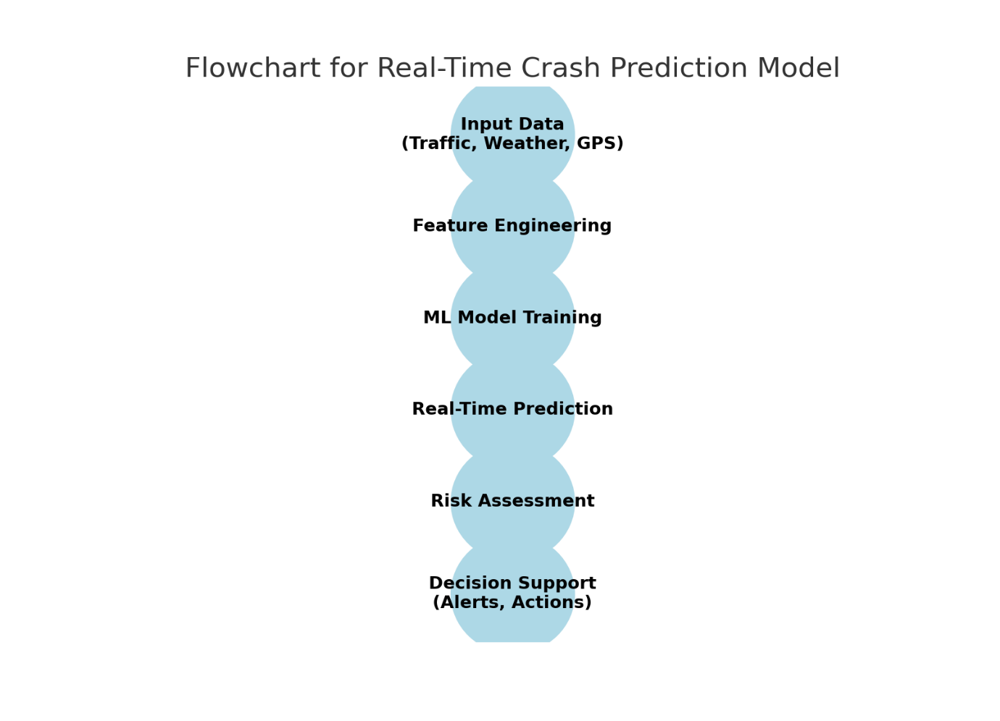 Flowchart for Real-Time Crash Prediction Model
Input Data
(Traffic, Weather, GPS)
Feature Engineering
ML Model Training
Real-Time Prediction
Risk Assessment
Decision Support
(Alerts, Actions)